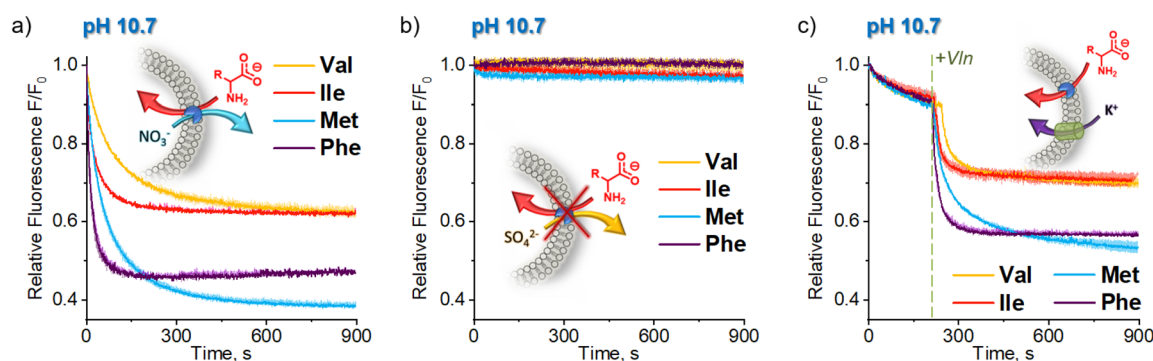 a) pH 10.7
Relative Fluorescence F/F0
1.0
0.8
0.6
0.4
0 300 600 900
Time, s
R O O ⊖
NH2
NO3-
Val
Ile
Met
Phe
b) pH 10.7
Relative Fluorescence F/F0
1.0
0.8
0.6
0.4
0 300 600 900
Time, s
R O O ⊖
NH2
SO42-
Val
Ile
Met
Phe
c) pH 10.7
Relative Fluorescence F/F0
1.0
0.8
0.6
0.4
0 300 600 900
Time, s
+Vln
R O O ⊖
NH2
K+
Val Met
Ile Phe